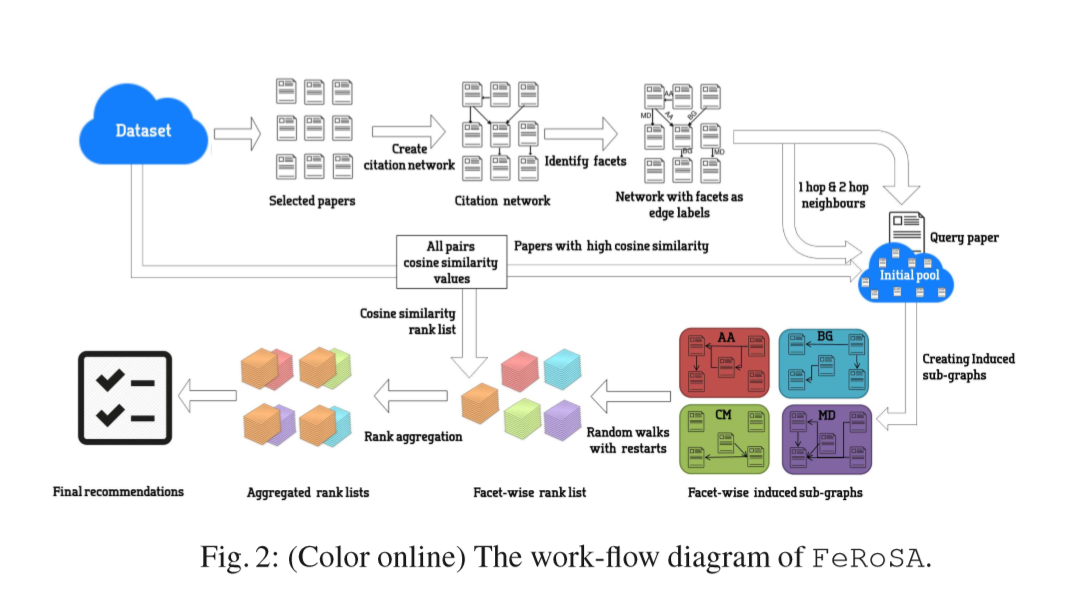 Dataset
Create
citation network
Identify facets
MD
AA
AA
BG
BG
MD
Selected papers
Citation network
Network with facets as
edge labels
1 hop & 2 hop
neighbours
Query paper
All pairs
cosine similarity
values
Papers with high cosine similarity
Initial pool
Cosine similarity
rank list
AA
BG
CM
MD
Creating Induced
sub-graphs
Rank aggregation
Random walks
with restarts
Final recommendations
Aggregated rank lists
Facet-wise rank list
Facet-wise induced sub-graphs
Fig. 2: (Color online) The work-flow diagram of FeRoSA.